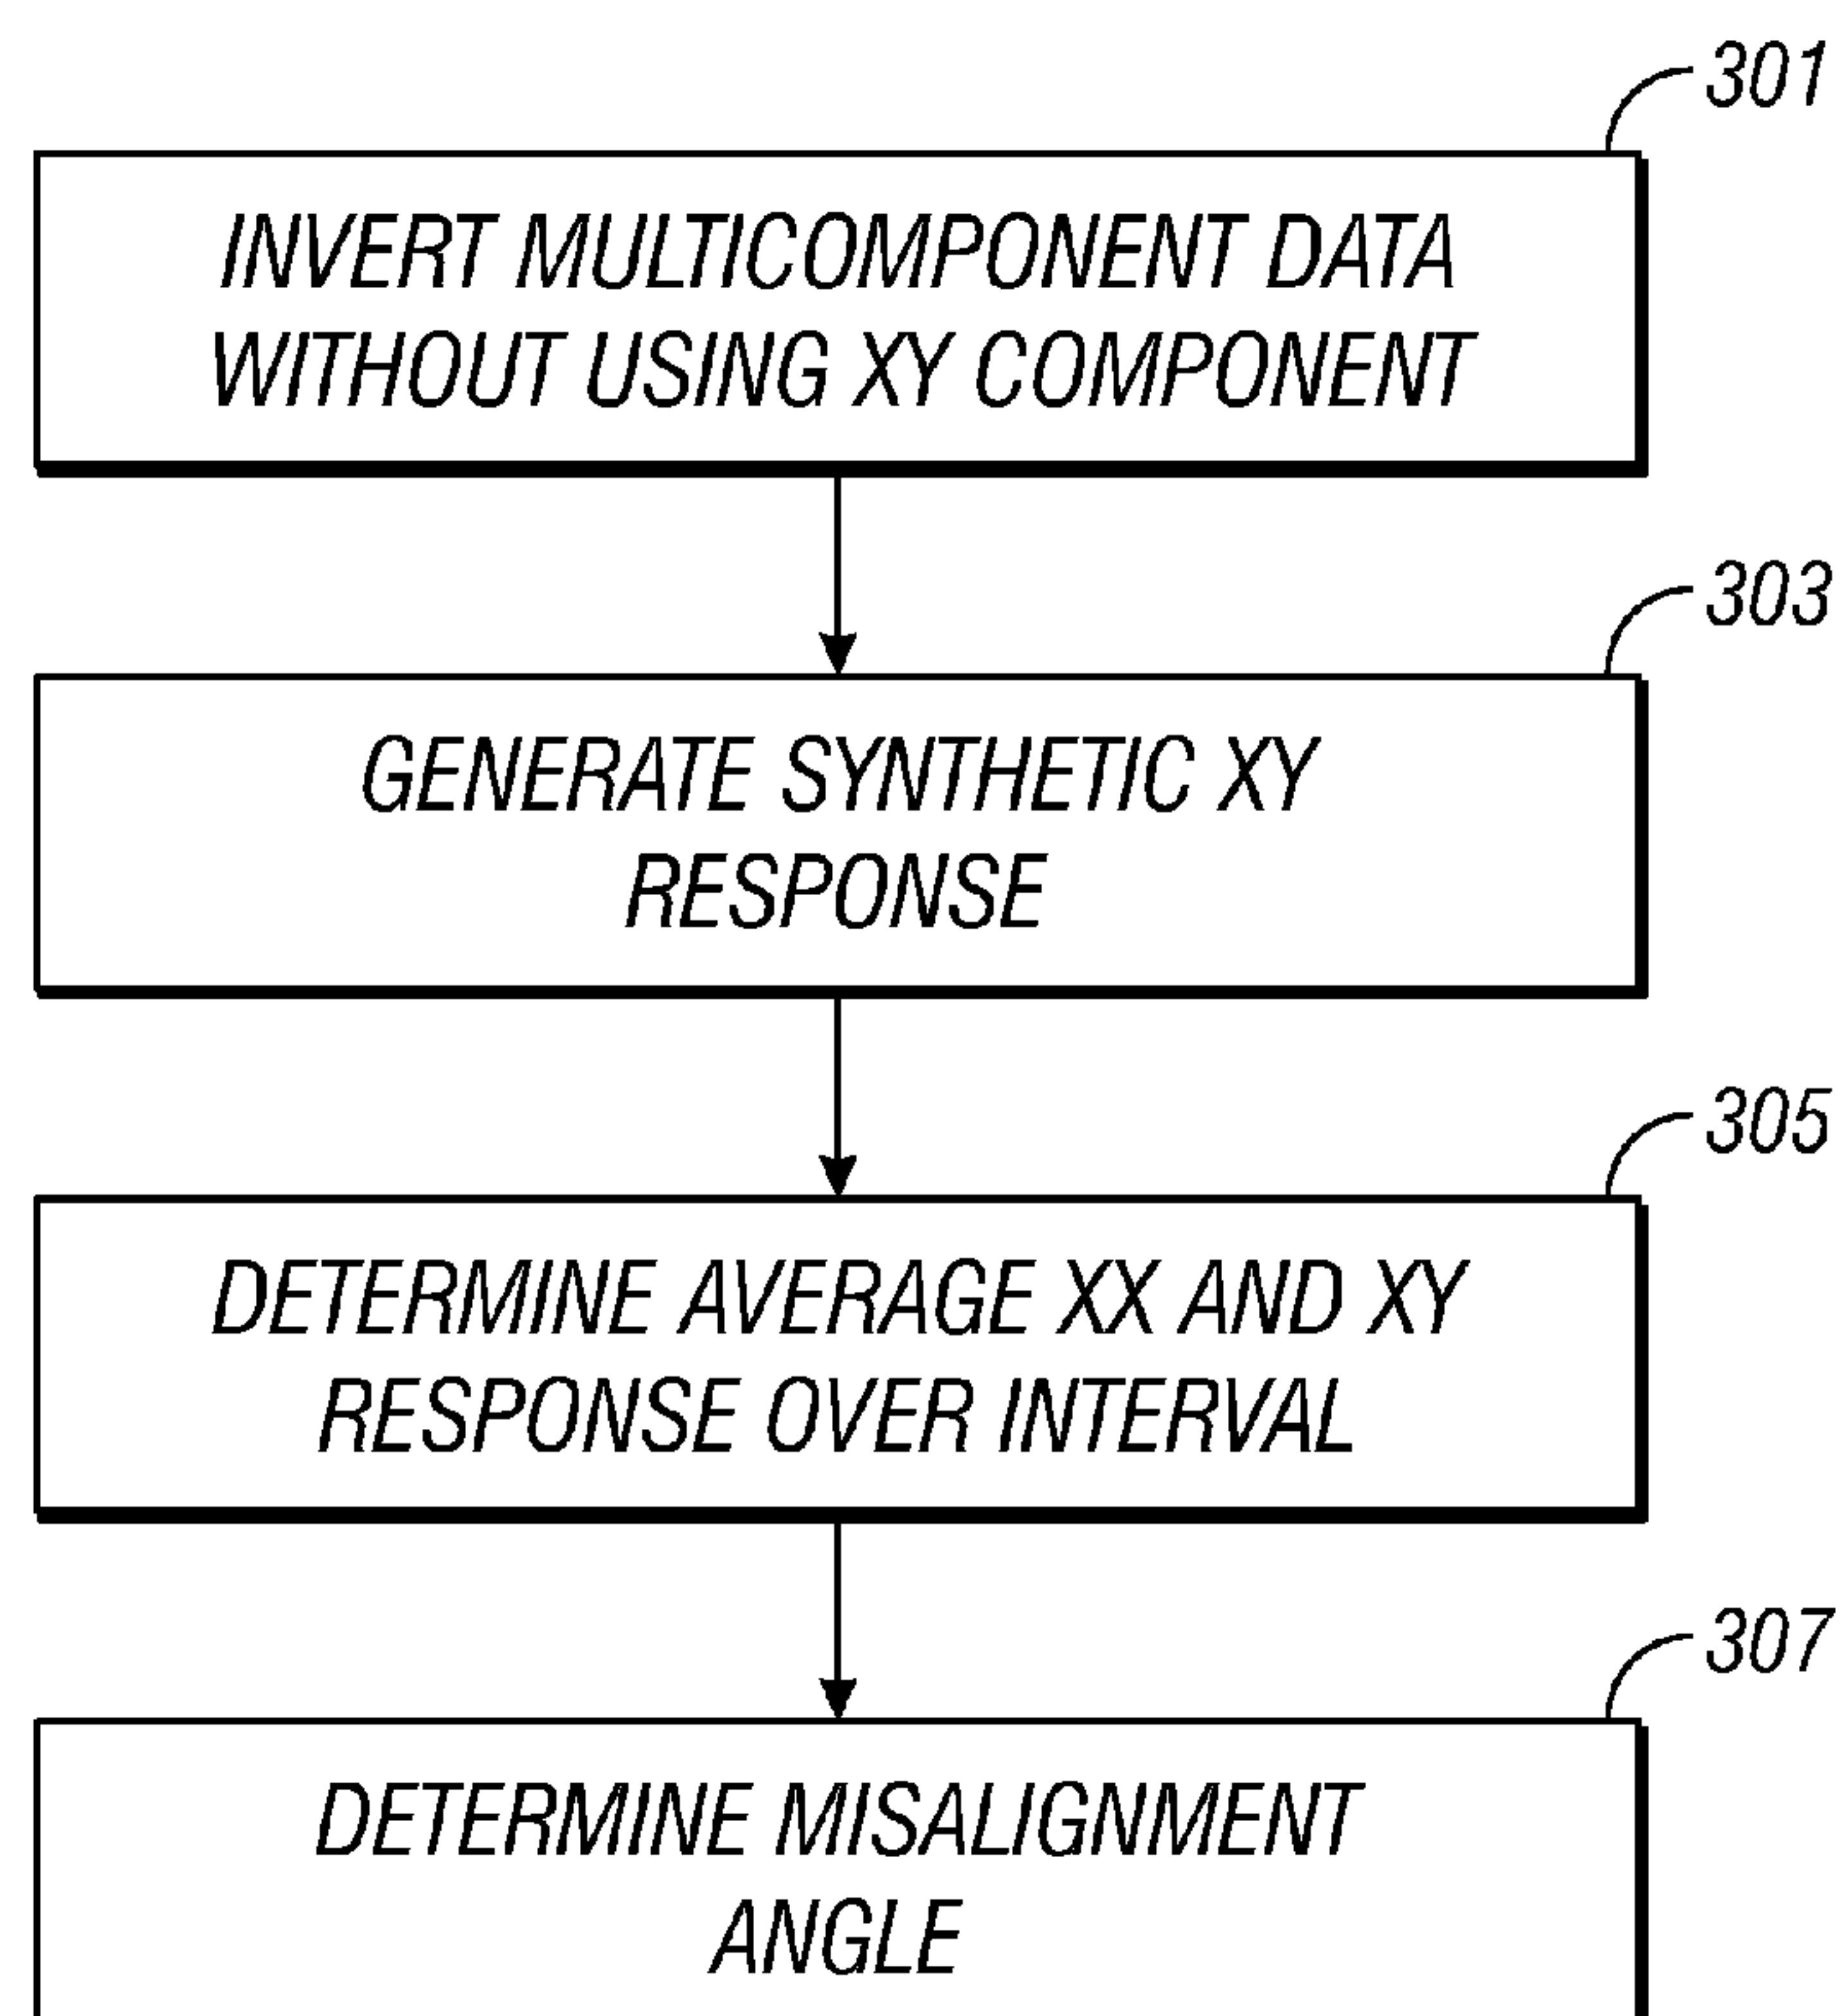 301
INVERT MULTICOMPONENT DATA
WITHOUT USING XY COMPONENT
303
GENERATE SYNTHETIC XY
RESPONSE
305
DETERMINE AVERAGE XX AND XY
RESPONSE OVER INTERVAL
307
DETERMINE MISALIGNMENT
ANGLE